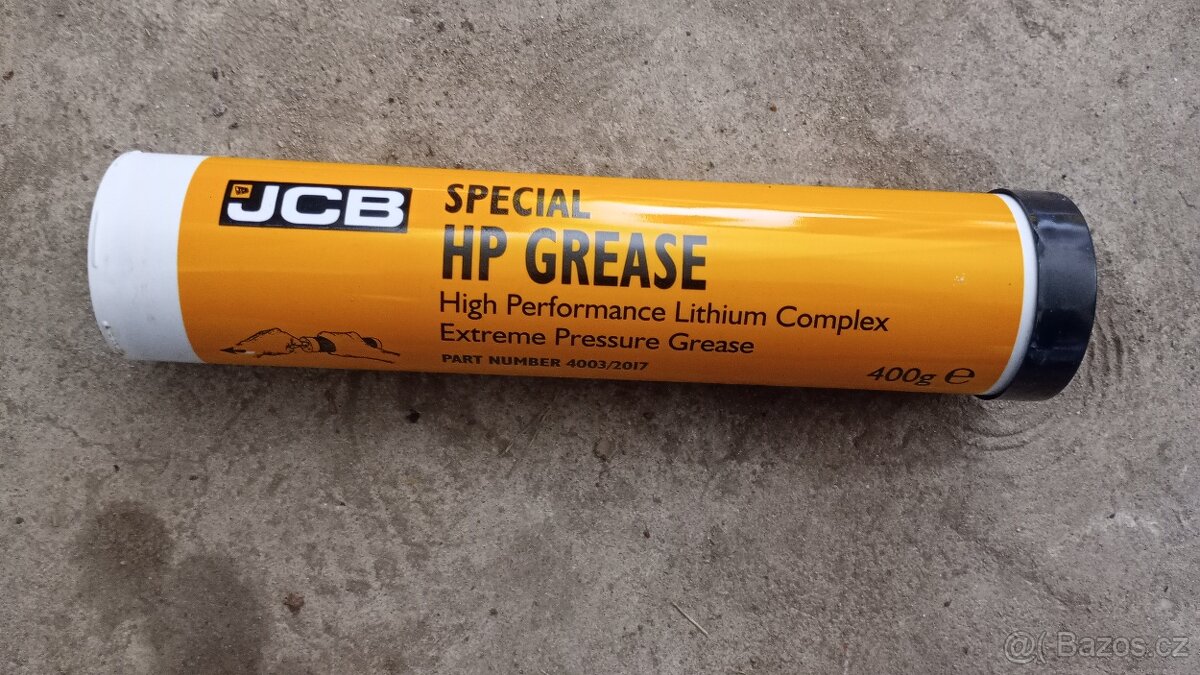 JCB
SPECIAL
HP GREASE
High Performance Lithium Complex
Extreme Pressure Grease
PART NUMBER 4003/2017
400g ℮
@(- Bazos.cz